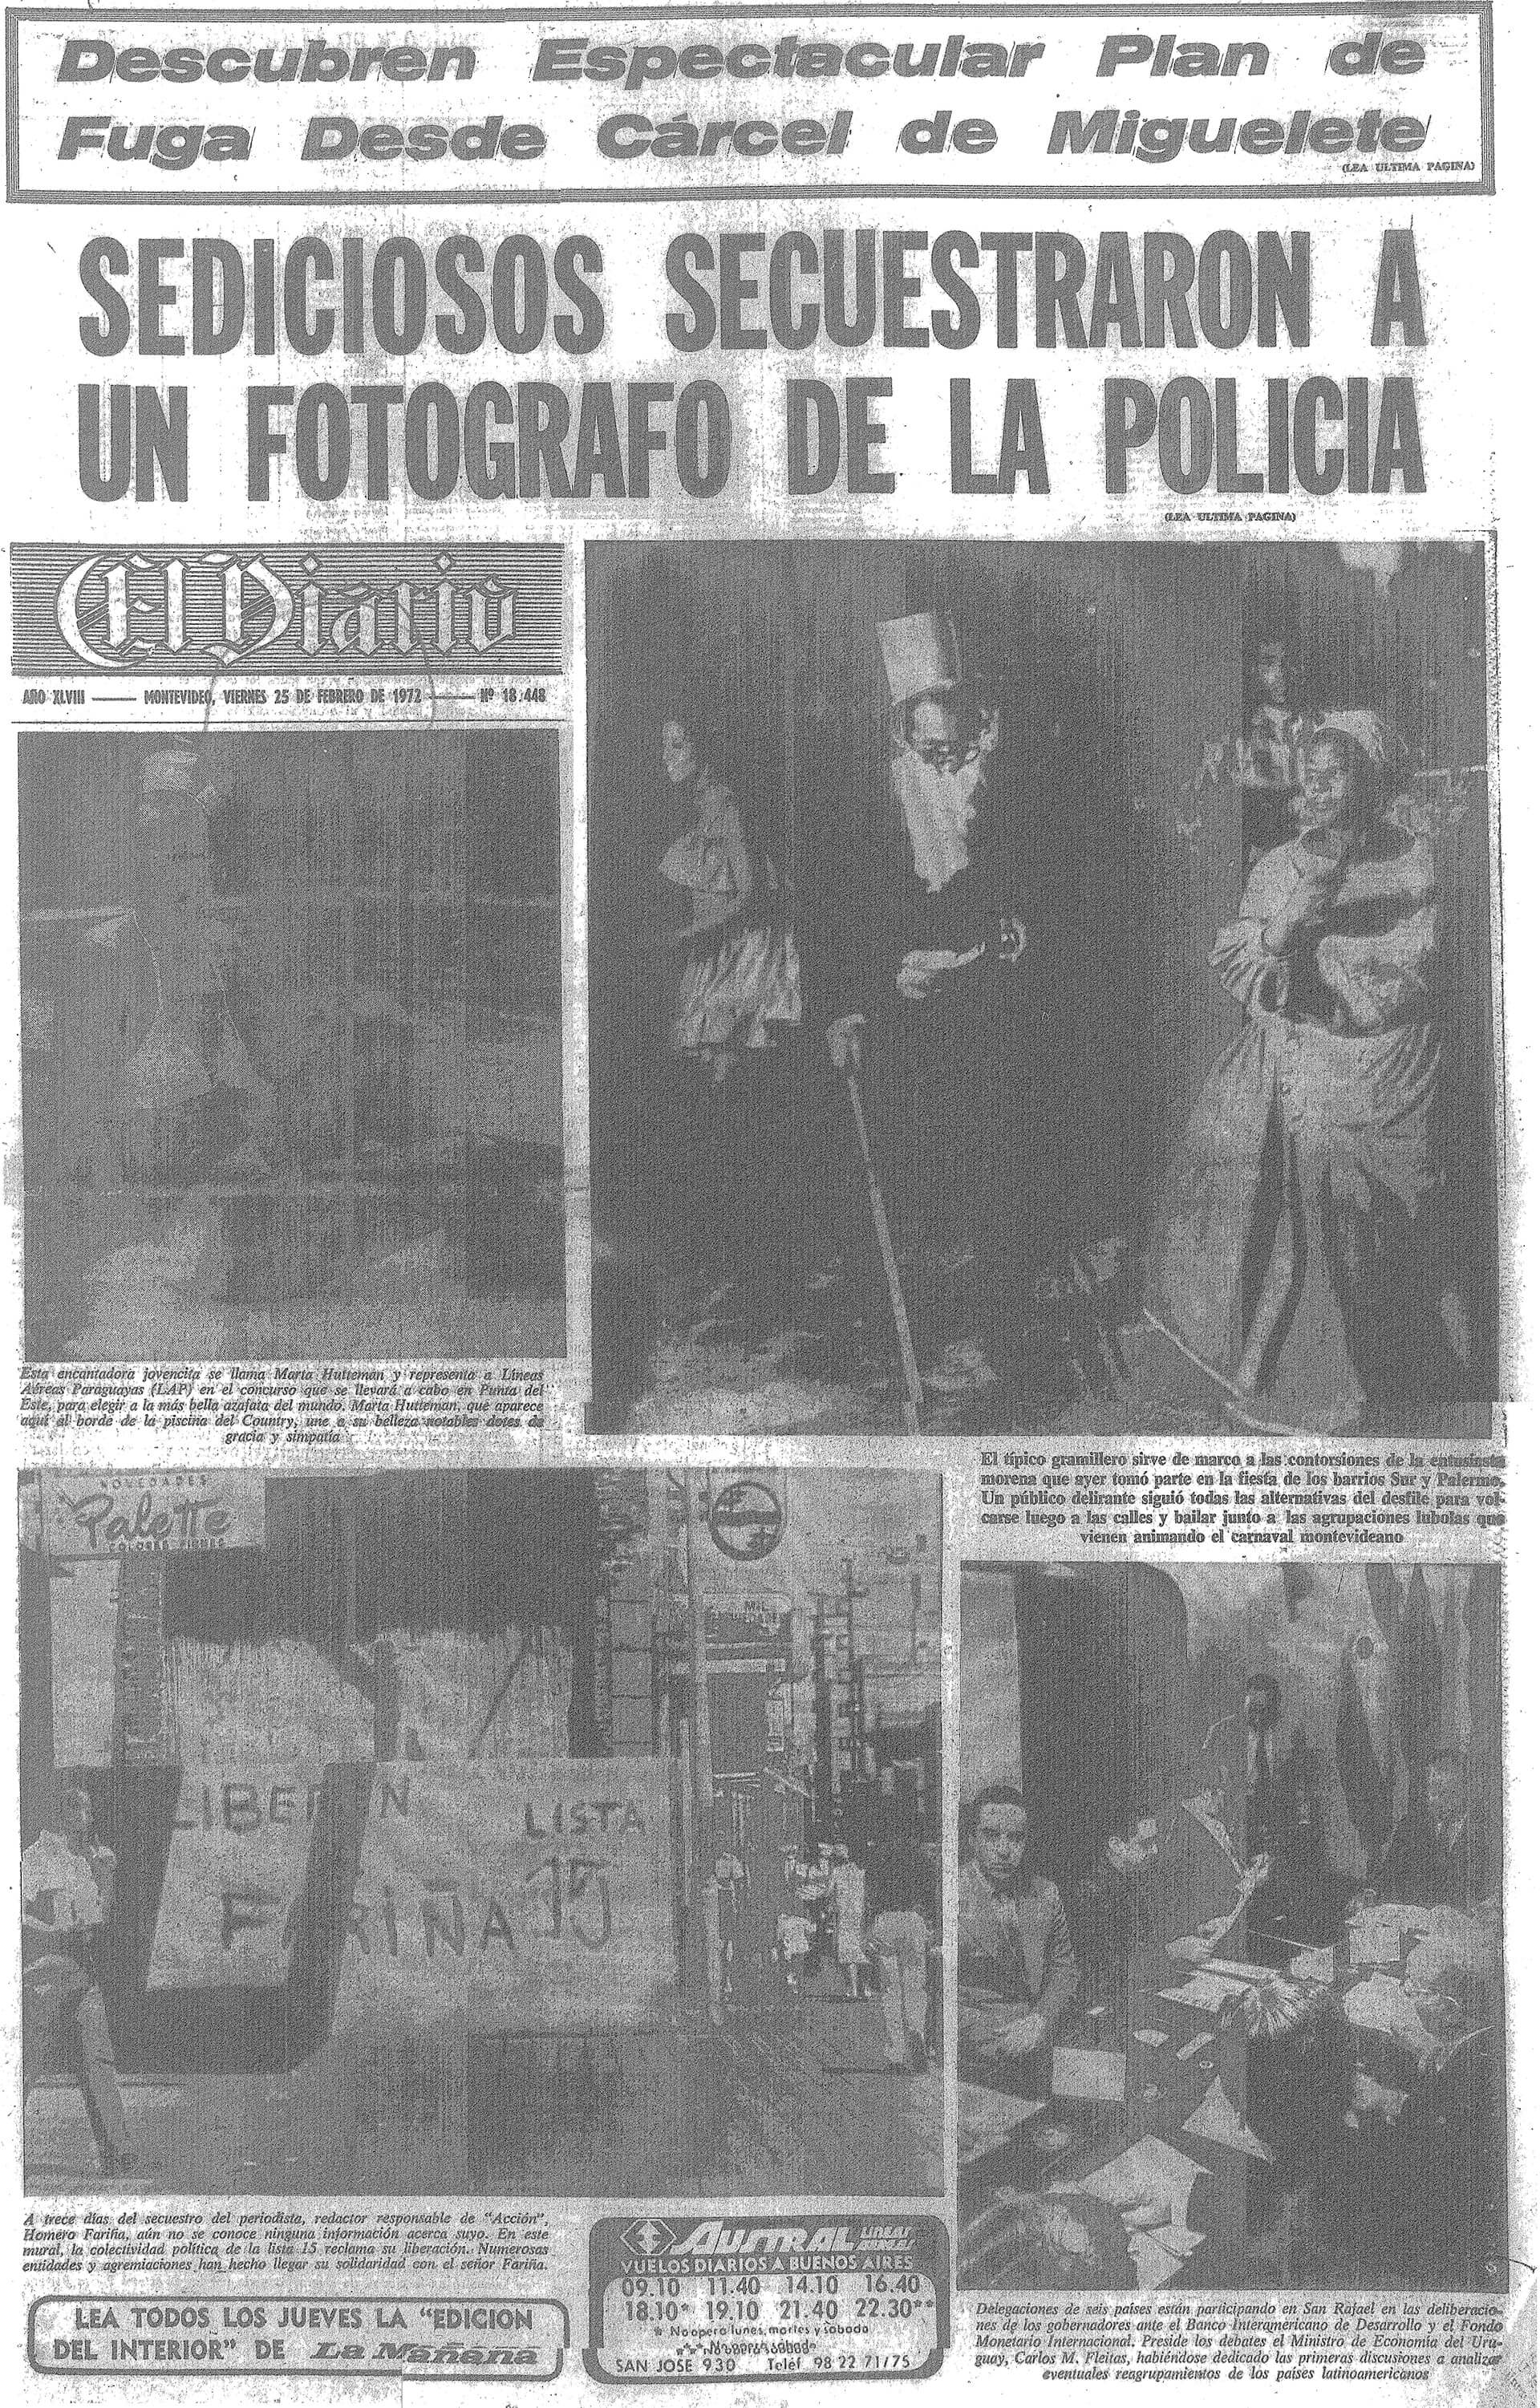 Descubren Espectacular Plan de
Fuga Desde Cárcel de Miguelete
(LEA ULTIMA PAGINA)
SEDICIOSOS SECUESTRARON A
UN FOTOGRAFO DE LA POLICIA
(LEA ULTIMA PAGINA)
El Diario
AÑO XLVIII — MONTEVIDEO, VIERNES 25 DE FEBRERO DE 1972 — Nº 18.448
Esta encantadora jovencita se llama Marta Hutteman y representa a Líneas
Aéreas Paraguayas (LAP) en el concurso que se llevará a cabo en Punta del
Este, para elegir a la más bella azafata del mundo. Marta Hutteman, que aparece
aquí al borde de la piscina del Country, une a su belleza notables dotes de
gracia y simpatía
El típico gramillero sirve de marco a las contorsiones de la entusiasta
morena que ayer tomó parte en la fiesta de los barrios Sur y Palermo.
Un público delirante siguió todas las alternativas del desfile para vol-
carse luego a las calles y bailar junto a las agrupaciones lubolas que
vienen animando el carnaval montevideano
NOVEDADES
Palette
MIL
LIBEREN
LISTA
FARIÑA 15
A trece días del secuestro del periodista, redactor responsable de "Acción",
Homero Fariña, aún no se conoce ninguna información acerca suyo. En este
mural, la colectividad política de la lista 15 reclama su liberación. Numerosas
entidades y agremiaciones han hecho llegar su solidaridad con el señor Fariña.
LEA TODOS LOS JUEVES LA "EDICION
DEL INTERIOR" DE La Mañana
AUSTRAL LINEAS AEREAS
VUELOS DIARIOS A BUENOS AIRES
09.10 11.40 14.10 16.40
18.10* 19.10 21.40 22.30**
* No opera lunes, martes y sábado
** No opera sábado
SAN JOSE 930 Teléf 98 22 71/75
Delegaciones de seis países están participando en San Rafael en las deliberacio-
nes de los gobernadores ante el Banco Interamericano de Desarrollo y el Fondo
Monetario Internacional. Preside los debates el Ministro de Economía del Uru-
guay, Carlos M. Fleitas, habiéndose dedicado las primeras discusiones a analizar
eventuales reagrupamientos de los países latinoamericanos